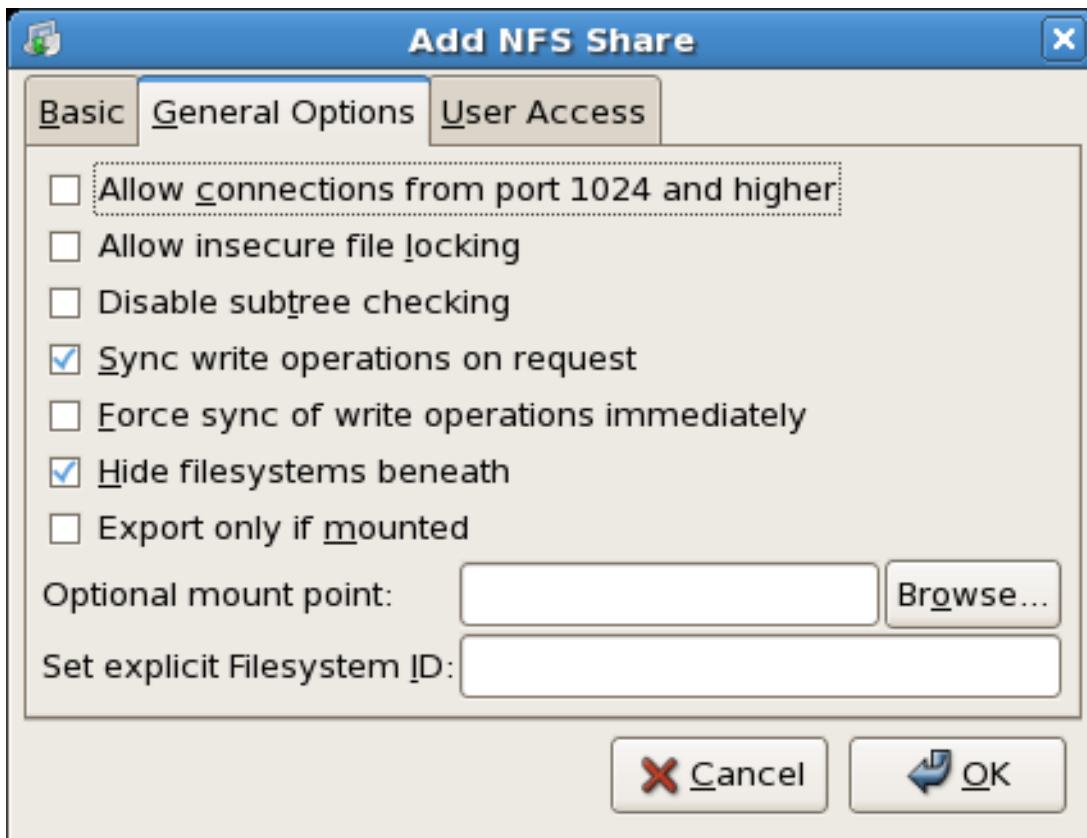 Add NFS Share
Basic General Options User Access
Allow connections from port 1024 and higher
Allow insecure file locking
Disable subtree checking
Sync write operations on request
Force sync of write operations immediately
Hide filesystems beneath
Export only if mounted
Optional mount point: Browse...
Set explicit Filesystem ID:
Cancel OK